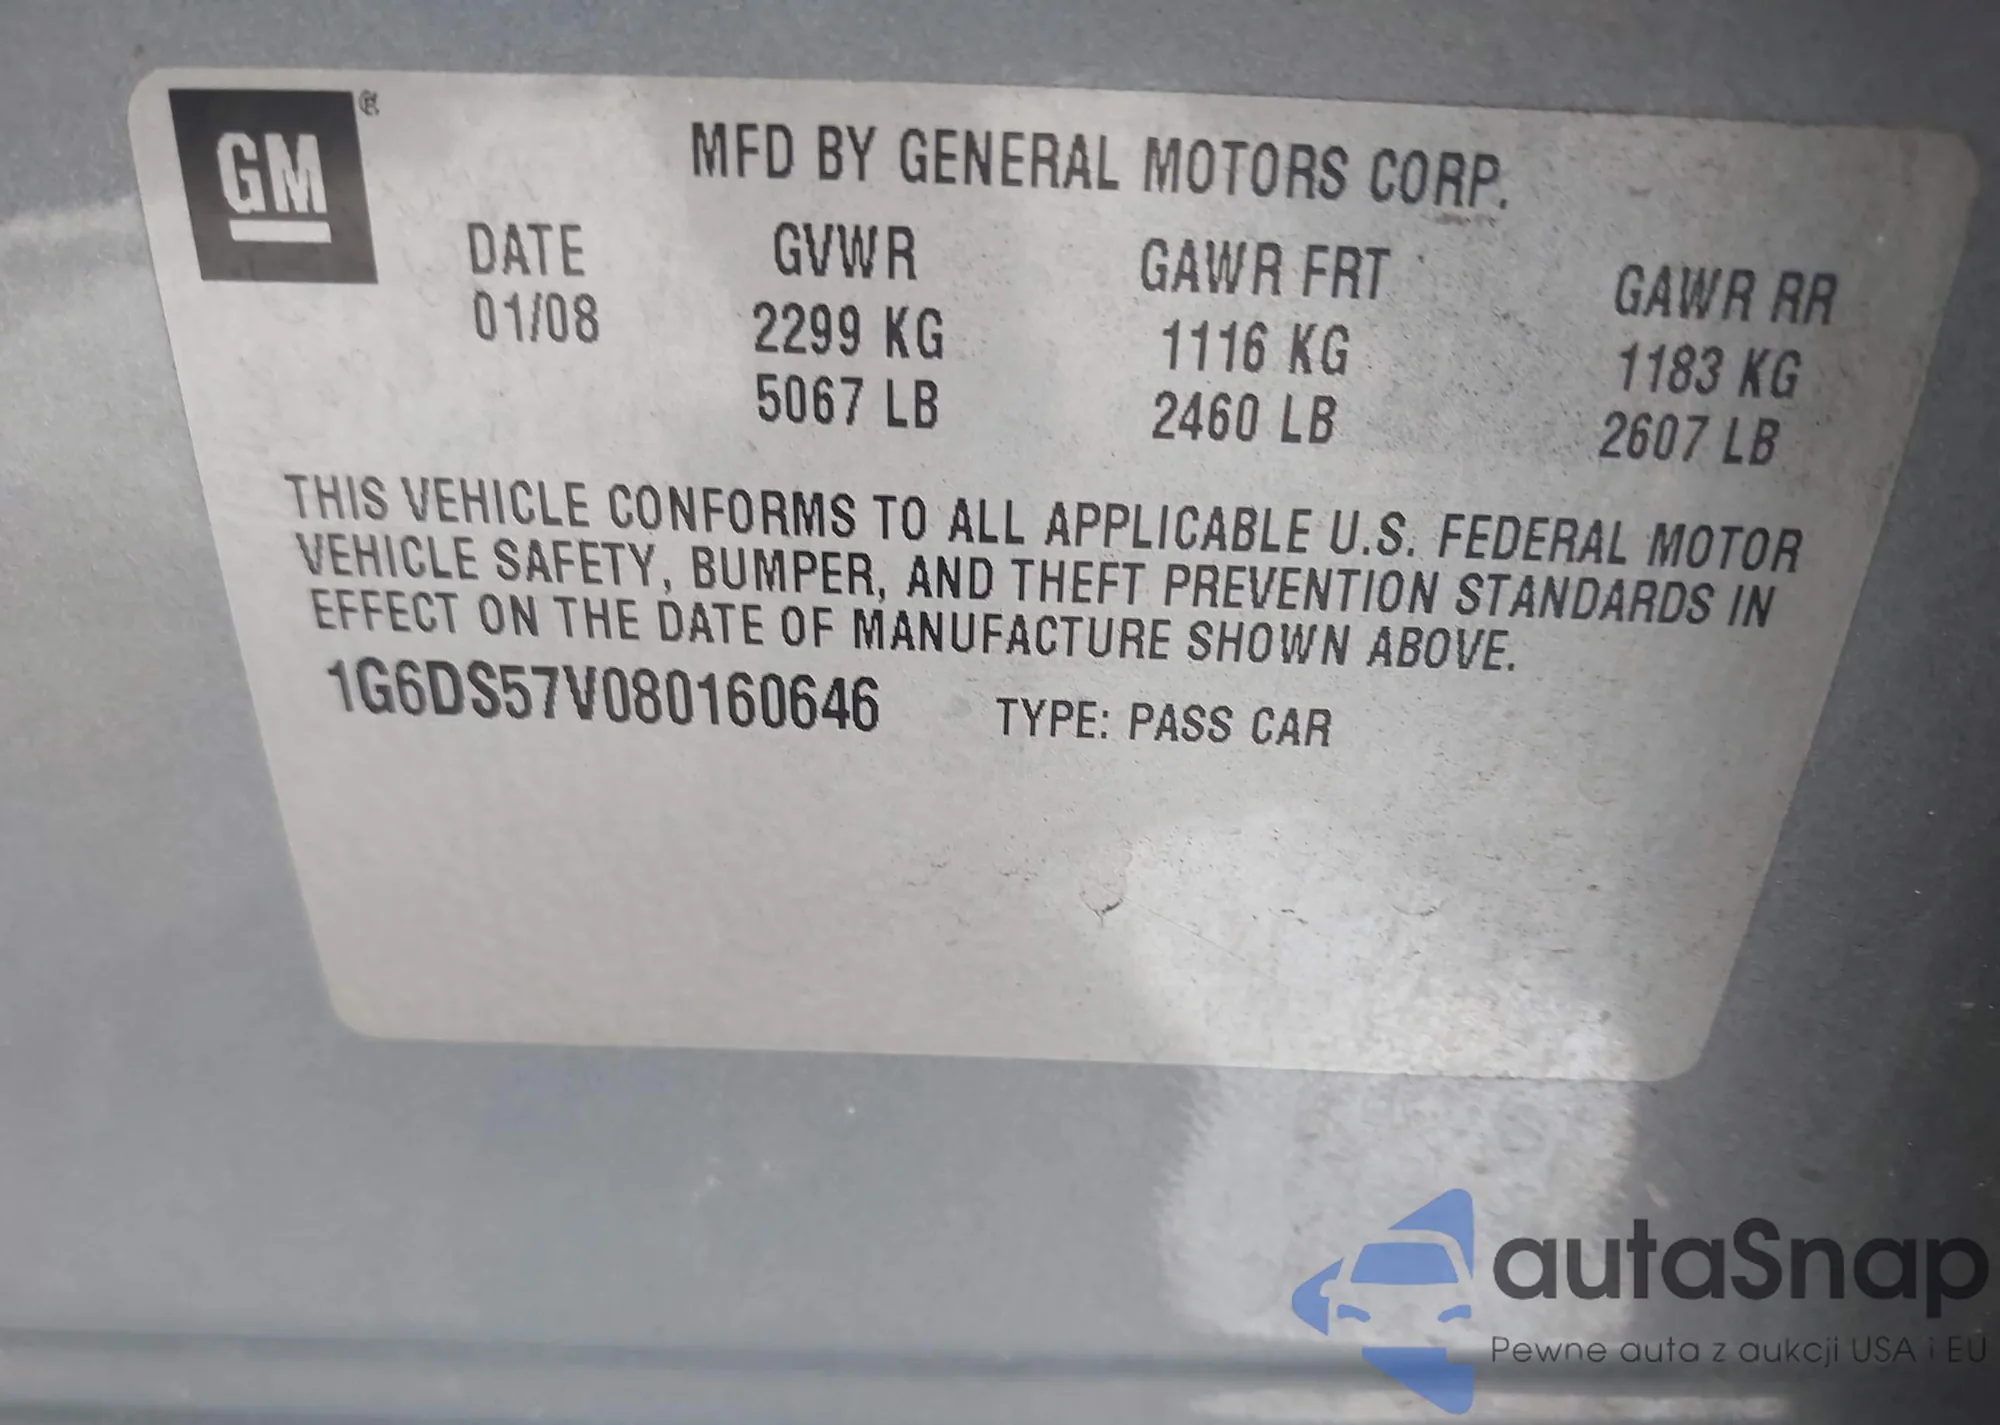 GM ®
MFD BY GENERAL MOTORS CORP.
DATE GVWR GAWR FRT GAWR RR
01/08 2299 KG 1116 KG 1183 KG
5067 LB 2460 LB 2607 LB
THIS VEHICLE CONFORMS TO ALL APPLICABLE U.S. FEDERAL MOTOR
VEHICLE SAFETY, BUMPER, AND THEFT PREVENTION STANDARDS IN
EFFECT ON THE DATE OF MANUFACTURE SHOWN ABOVE.
1G6DS57V080160646 TYPE: PASS CAR
autaSnap
Pewne auta z aukcji USA i EU